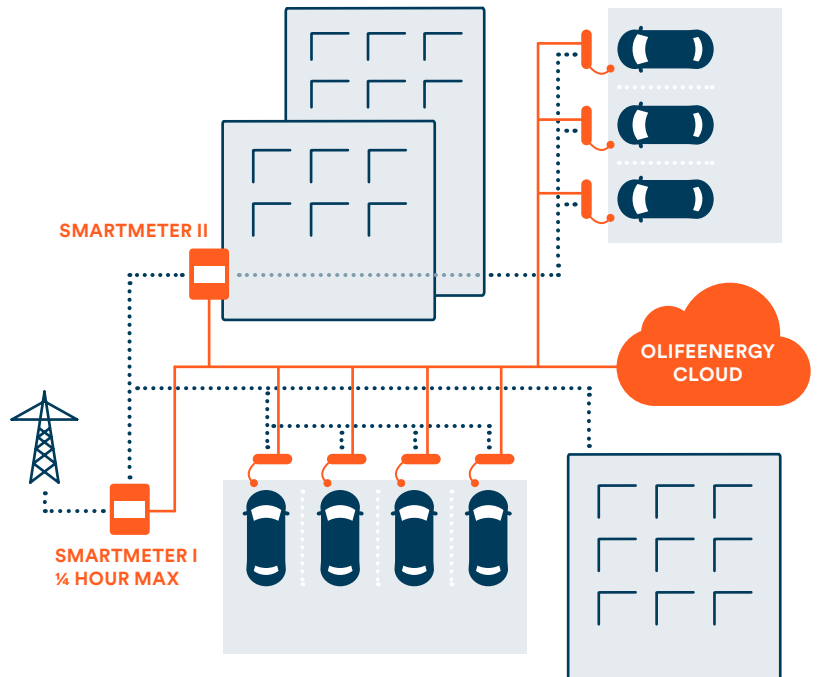 SMARTMETER II
OLIFEENERGY
CLOUD
SMARTMETER I
¼ HOUR MAX